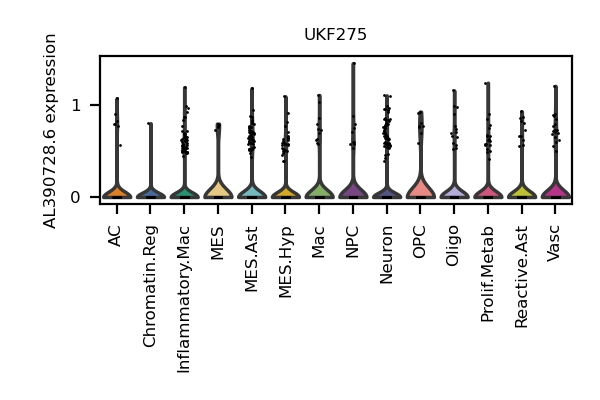 UKF275
AL390728.6 expression
1
0
AC
Chromatin.Reg
Inflammatory.Mac
MES
MES.Ast
MES.Hyp
Mac
NPC
Neuron
OPC
Oligo
Prolif.Metab
Reactive.Ast
Vasc